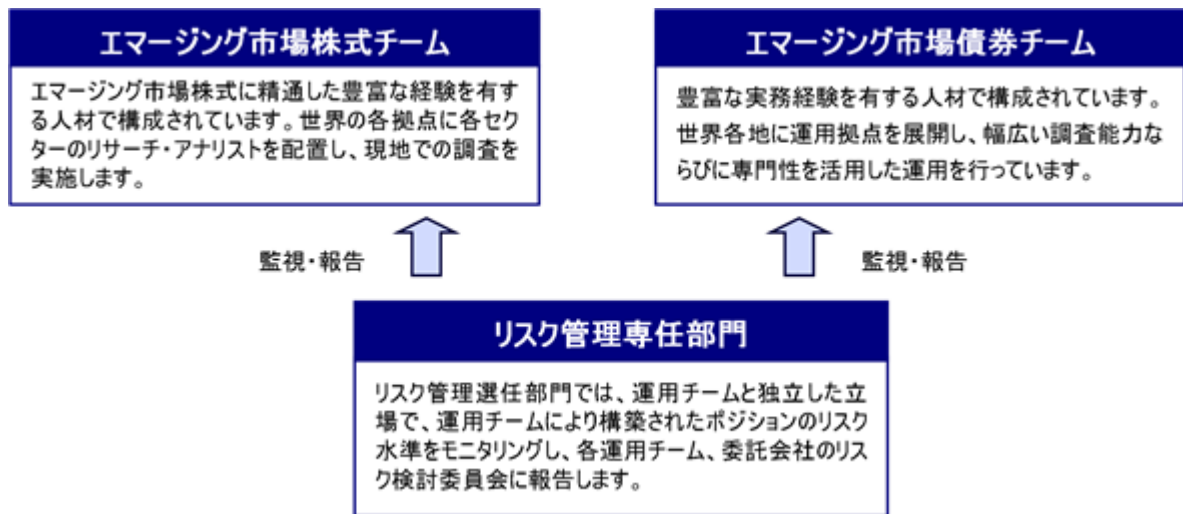 エマージング市場株式チーム
エマージング市場株式に精通した豊富な経験を有す
る人材で構成されています。世界の各拠点に各セク
ターのリサーチ・アナリストを配置し、現地での調査を
実施します。
エマージング市場債券チーム
豊富な実務経験を有する人材で構成されています。
世界各地に運用拠点を展開し、幅広い調査能力な
らびに専門性を活用した運用を行っています。
監視・報告
監視・報告
リスク管理専任部門
リスク管理選任部門では、運用チームと独立した立
場で、運用チームにより構築されたポジションのリスク
水準をモニタリングし、各運用チーム、委託会社のリス
ク検討委員会に報告します。